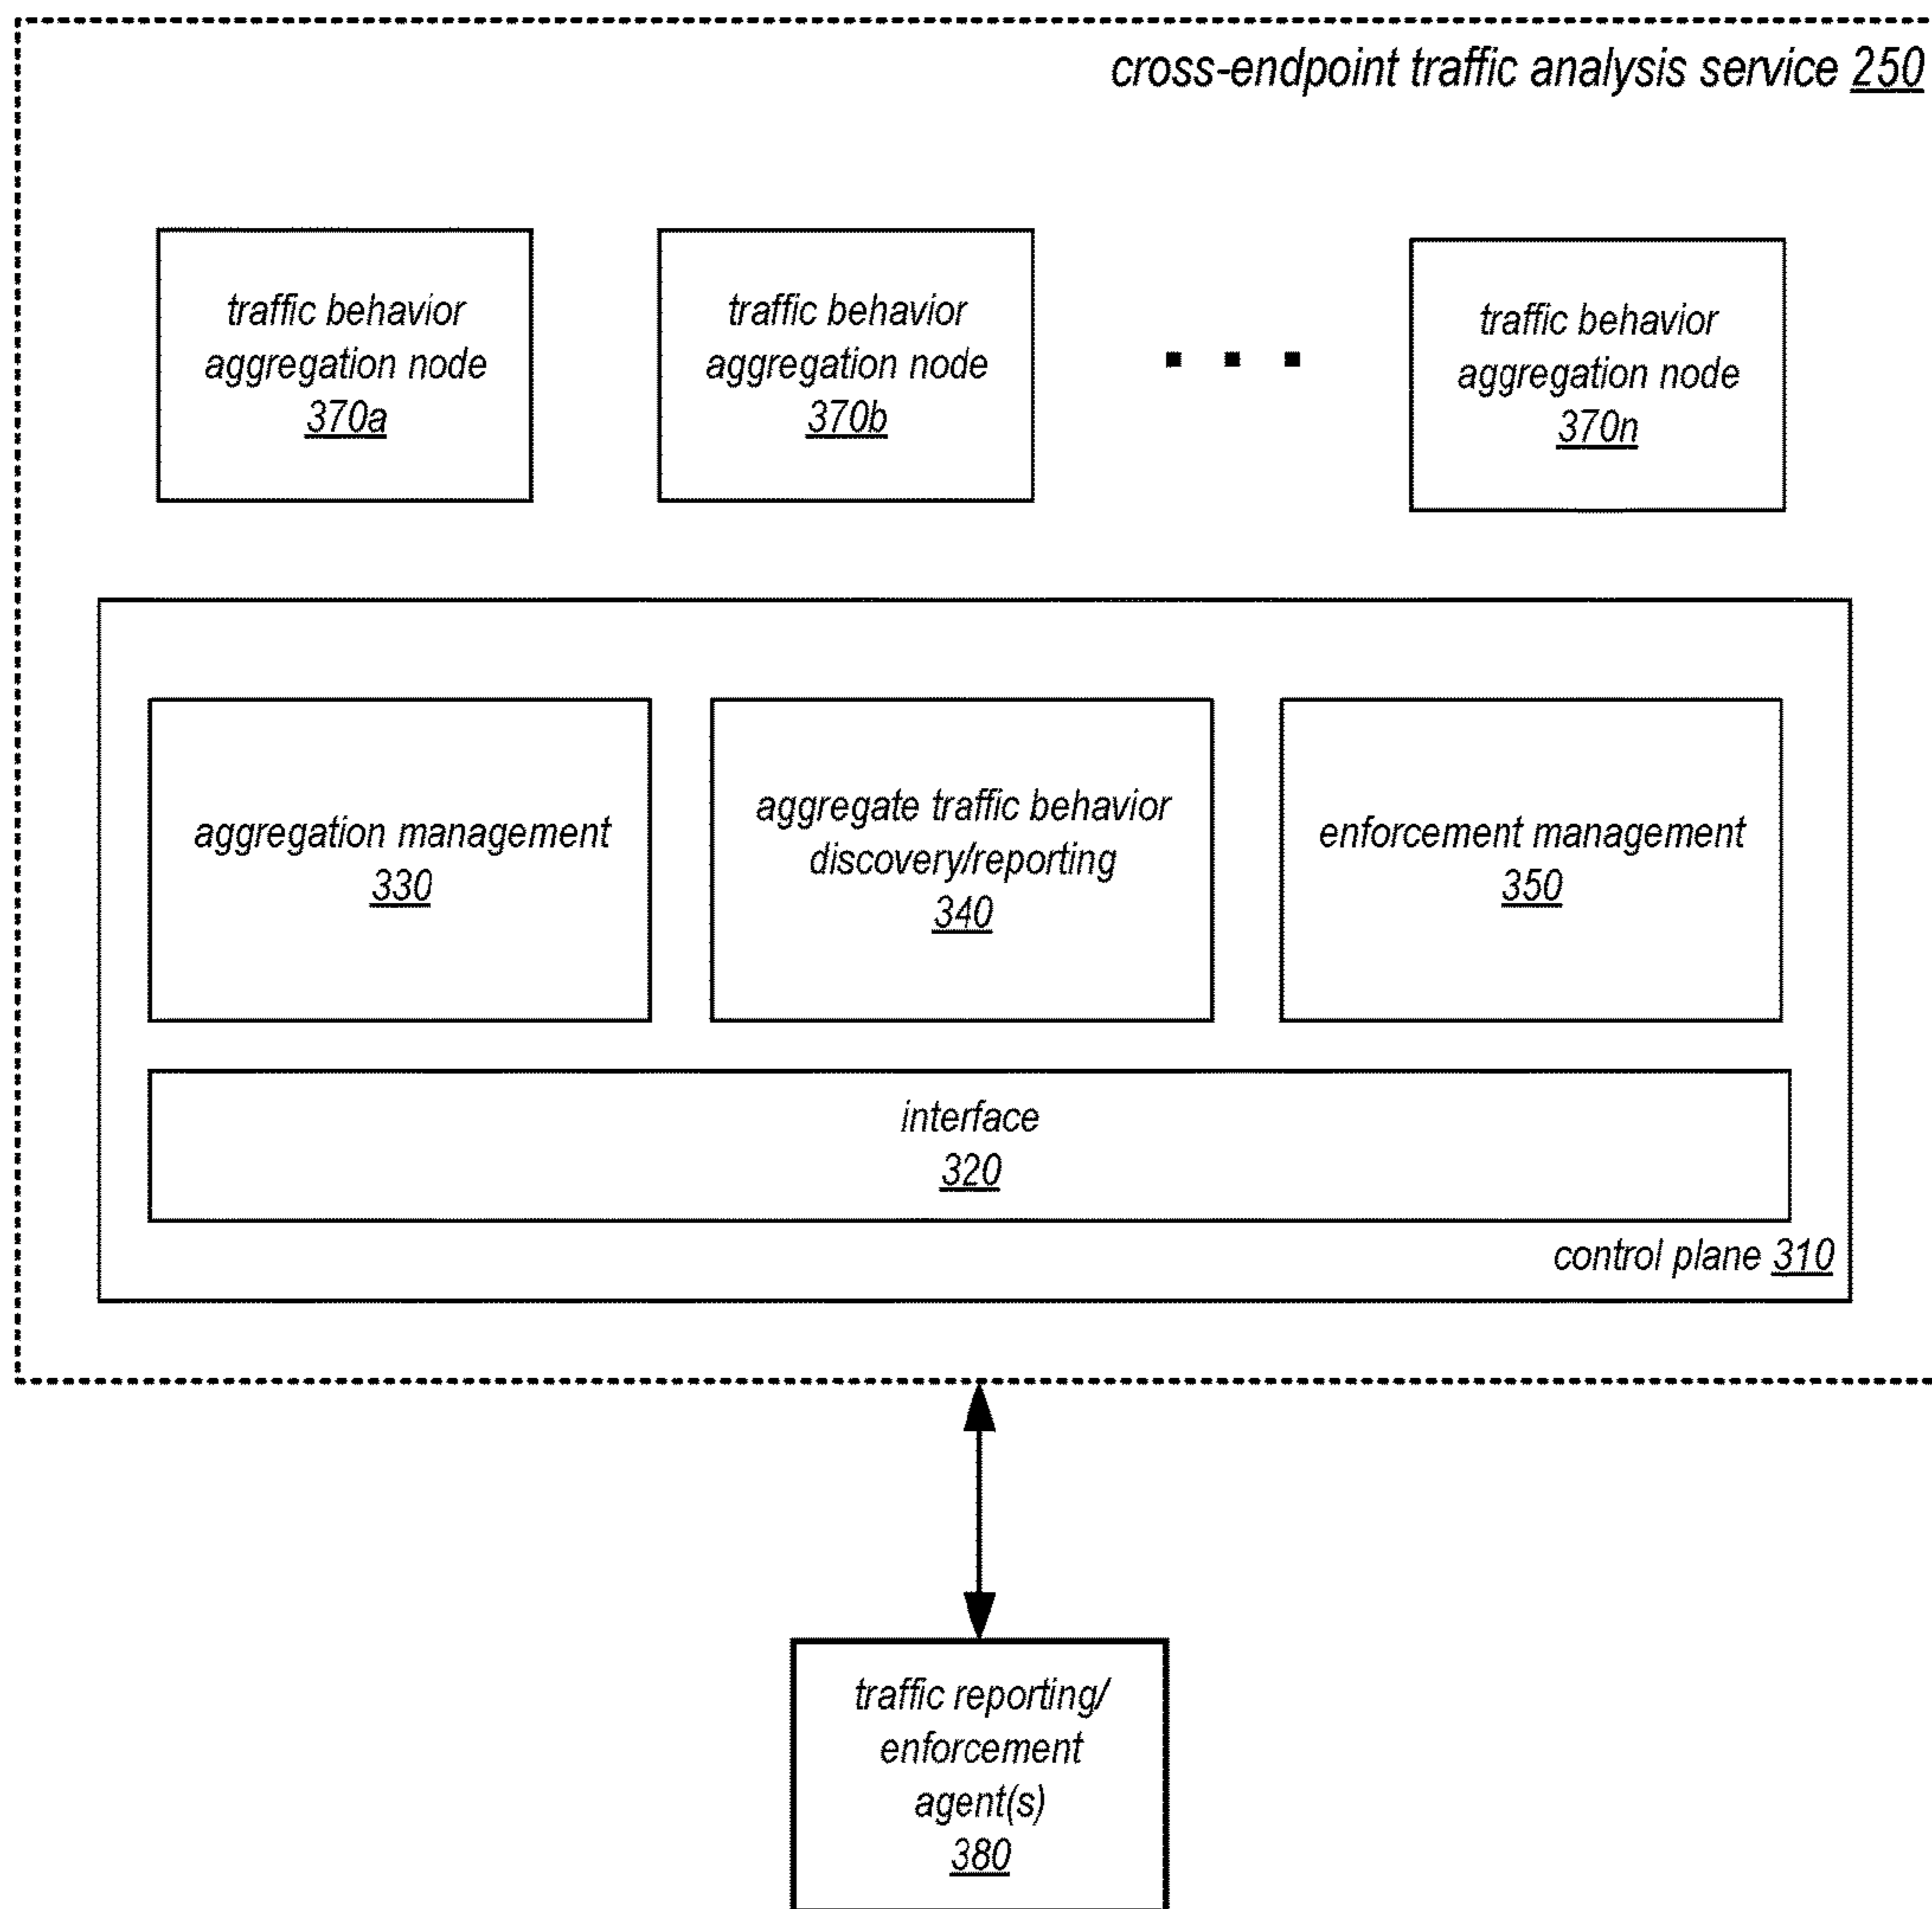 cross-endpoint traffic analysis service 250
traffic behavior
aggregation node
370a
traffic behavior
aggregation node
370b
traffic behavior
aggregation node
370n
aggregation management
330
aggregate traffic behavior
discovery/reporting
340
enforcement management
350
interface
320
control plane 310
traffic reporting/
enforcement
agent(s)
380